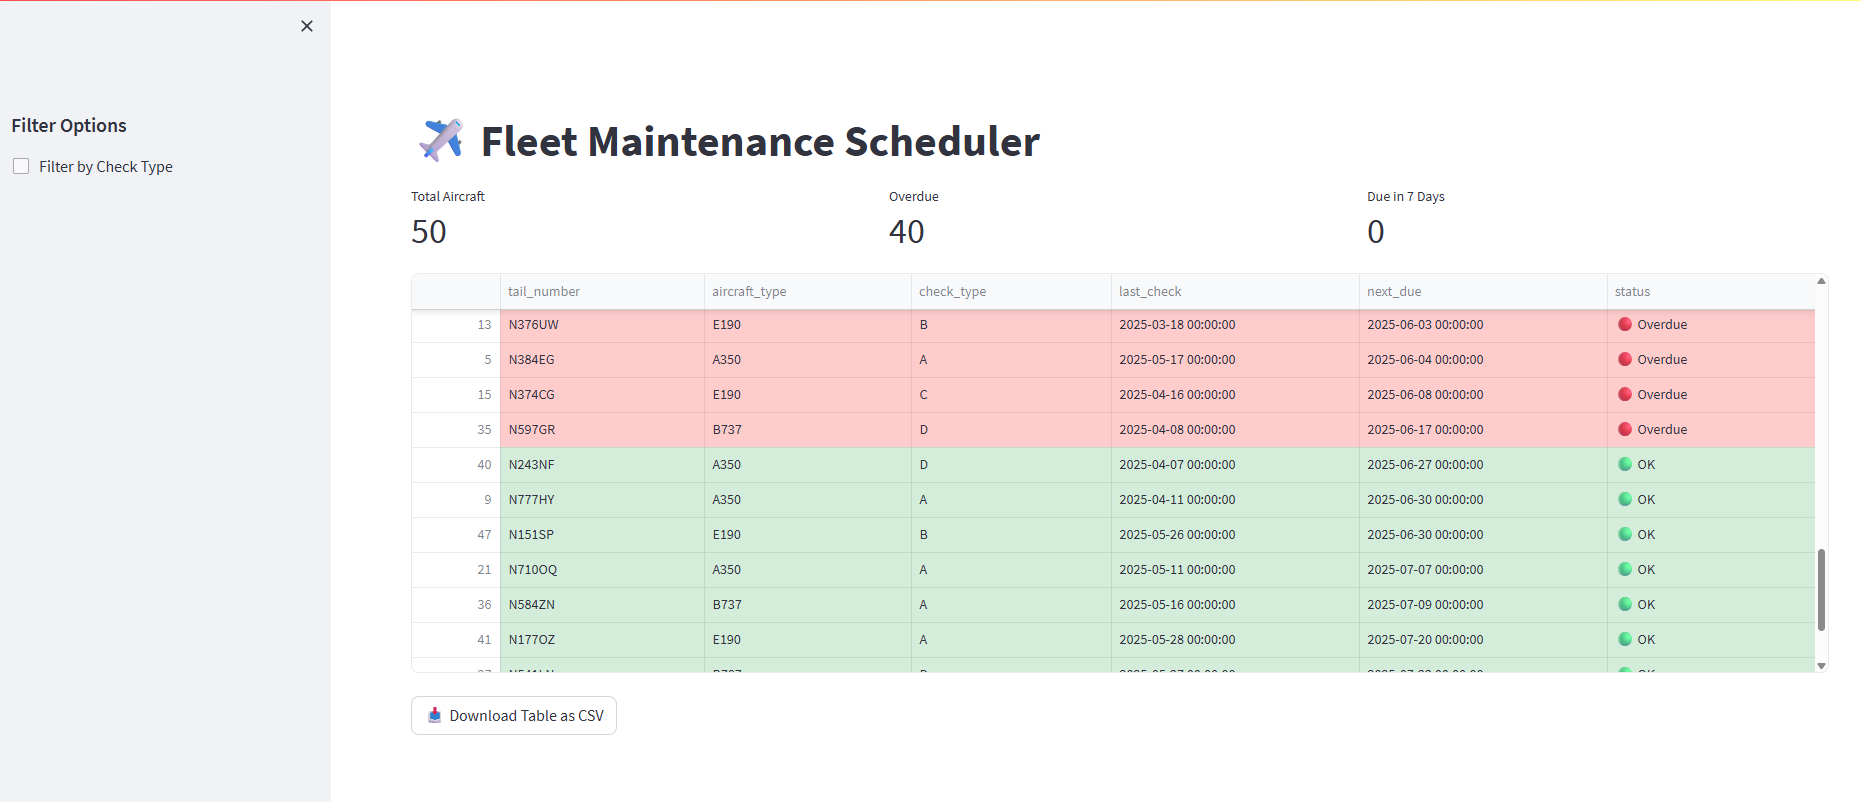 Filter Options
Filter by Check Type
Fleet Maintenance Scheduler
Total Aircraft Overdue Due in 7 Days
50 40 0
tail_number aircraft_type check_type last_check next_due status
13 N376UW E190 B 2025-03-18 00:00:00 2025-06-03 00:00:00 Overdue
5 N384EG A350 A 2025-05-17 00:00:00 2025-06-04 00:00:00 Overdue
15 N374CG E190 C 2025-04-16 00:00:00 2025-06-08 00:00:00 Overdue
35 N597GR B737 D 2025-04-08 00:00:00 2025-06-17 00:00:00 Overdue
40 N243NF A350 D 2025-04-07 00:00:00 2025-06-27 00:00:00 OK
9 N777HY A350 A 2025-04-11 00:00:00 2025-06-30 00:00:00 OK
47 N151SP E190 B 2025-05-26 00:00:00 2025-06-30 00:00:00 OK
21 N710OQ A350 A 2025-05-11 00:00:00 2025-07-07 00:00:00 OK
36 N584ZN B737 A 2025-05-16 00:00:00 2025-07-09 00:00:00 OK
41 N177OZ E190 A 2025-05-28 00:00:00 2025-07-20 00:00:00 OK
Download Table as CSV